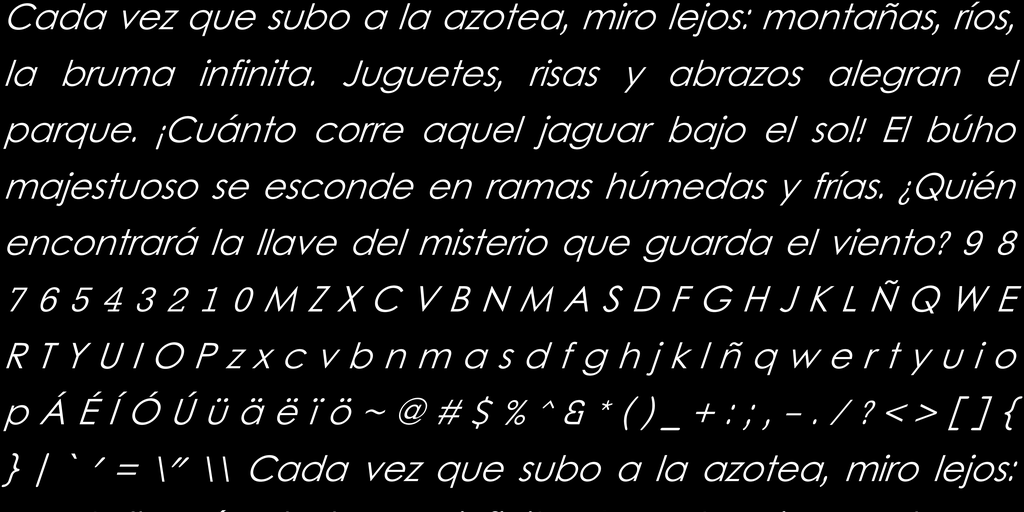 Cada vez que subo a la azotea, miro lejos: montañas, ríos,
la bruma infinita. Juguetes, risas y abrazos alegran el
parque. ¡Cuánto corre aquel jaguar bajo el sol! El búho
majestuoso se esconde en ramas húmedas y frías. ¿Quién
encontrará la llave del misterio que guarda el viento? 9 8
7 6 5 4 3 2 1 0 M Z X C V B N M A S D F G H J K L Ñ Q W E
R T Y U I O P z x c v b n m a s d f g h j k l ñ q w e r t y u i o
p Á É Í Ó Ú ü ä ë ï ö ~ @ # $ % ^ & * ( ) _ + : ; , - . / ? < > [ ] {
} | ` ' = \" \\ Cada vez que subo a la azotea, miro lejos: